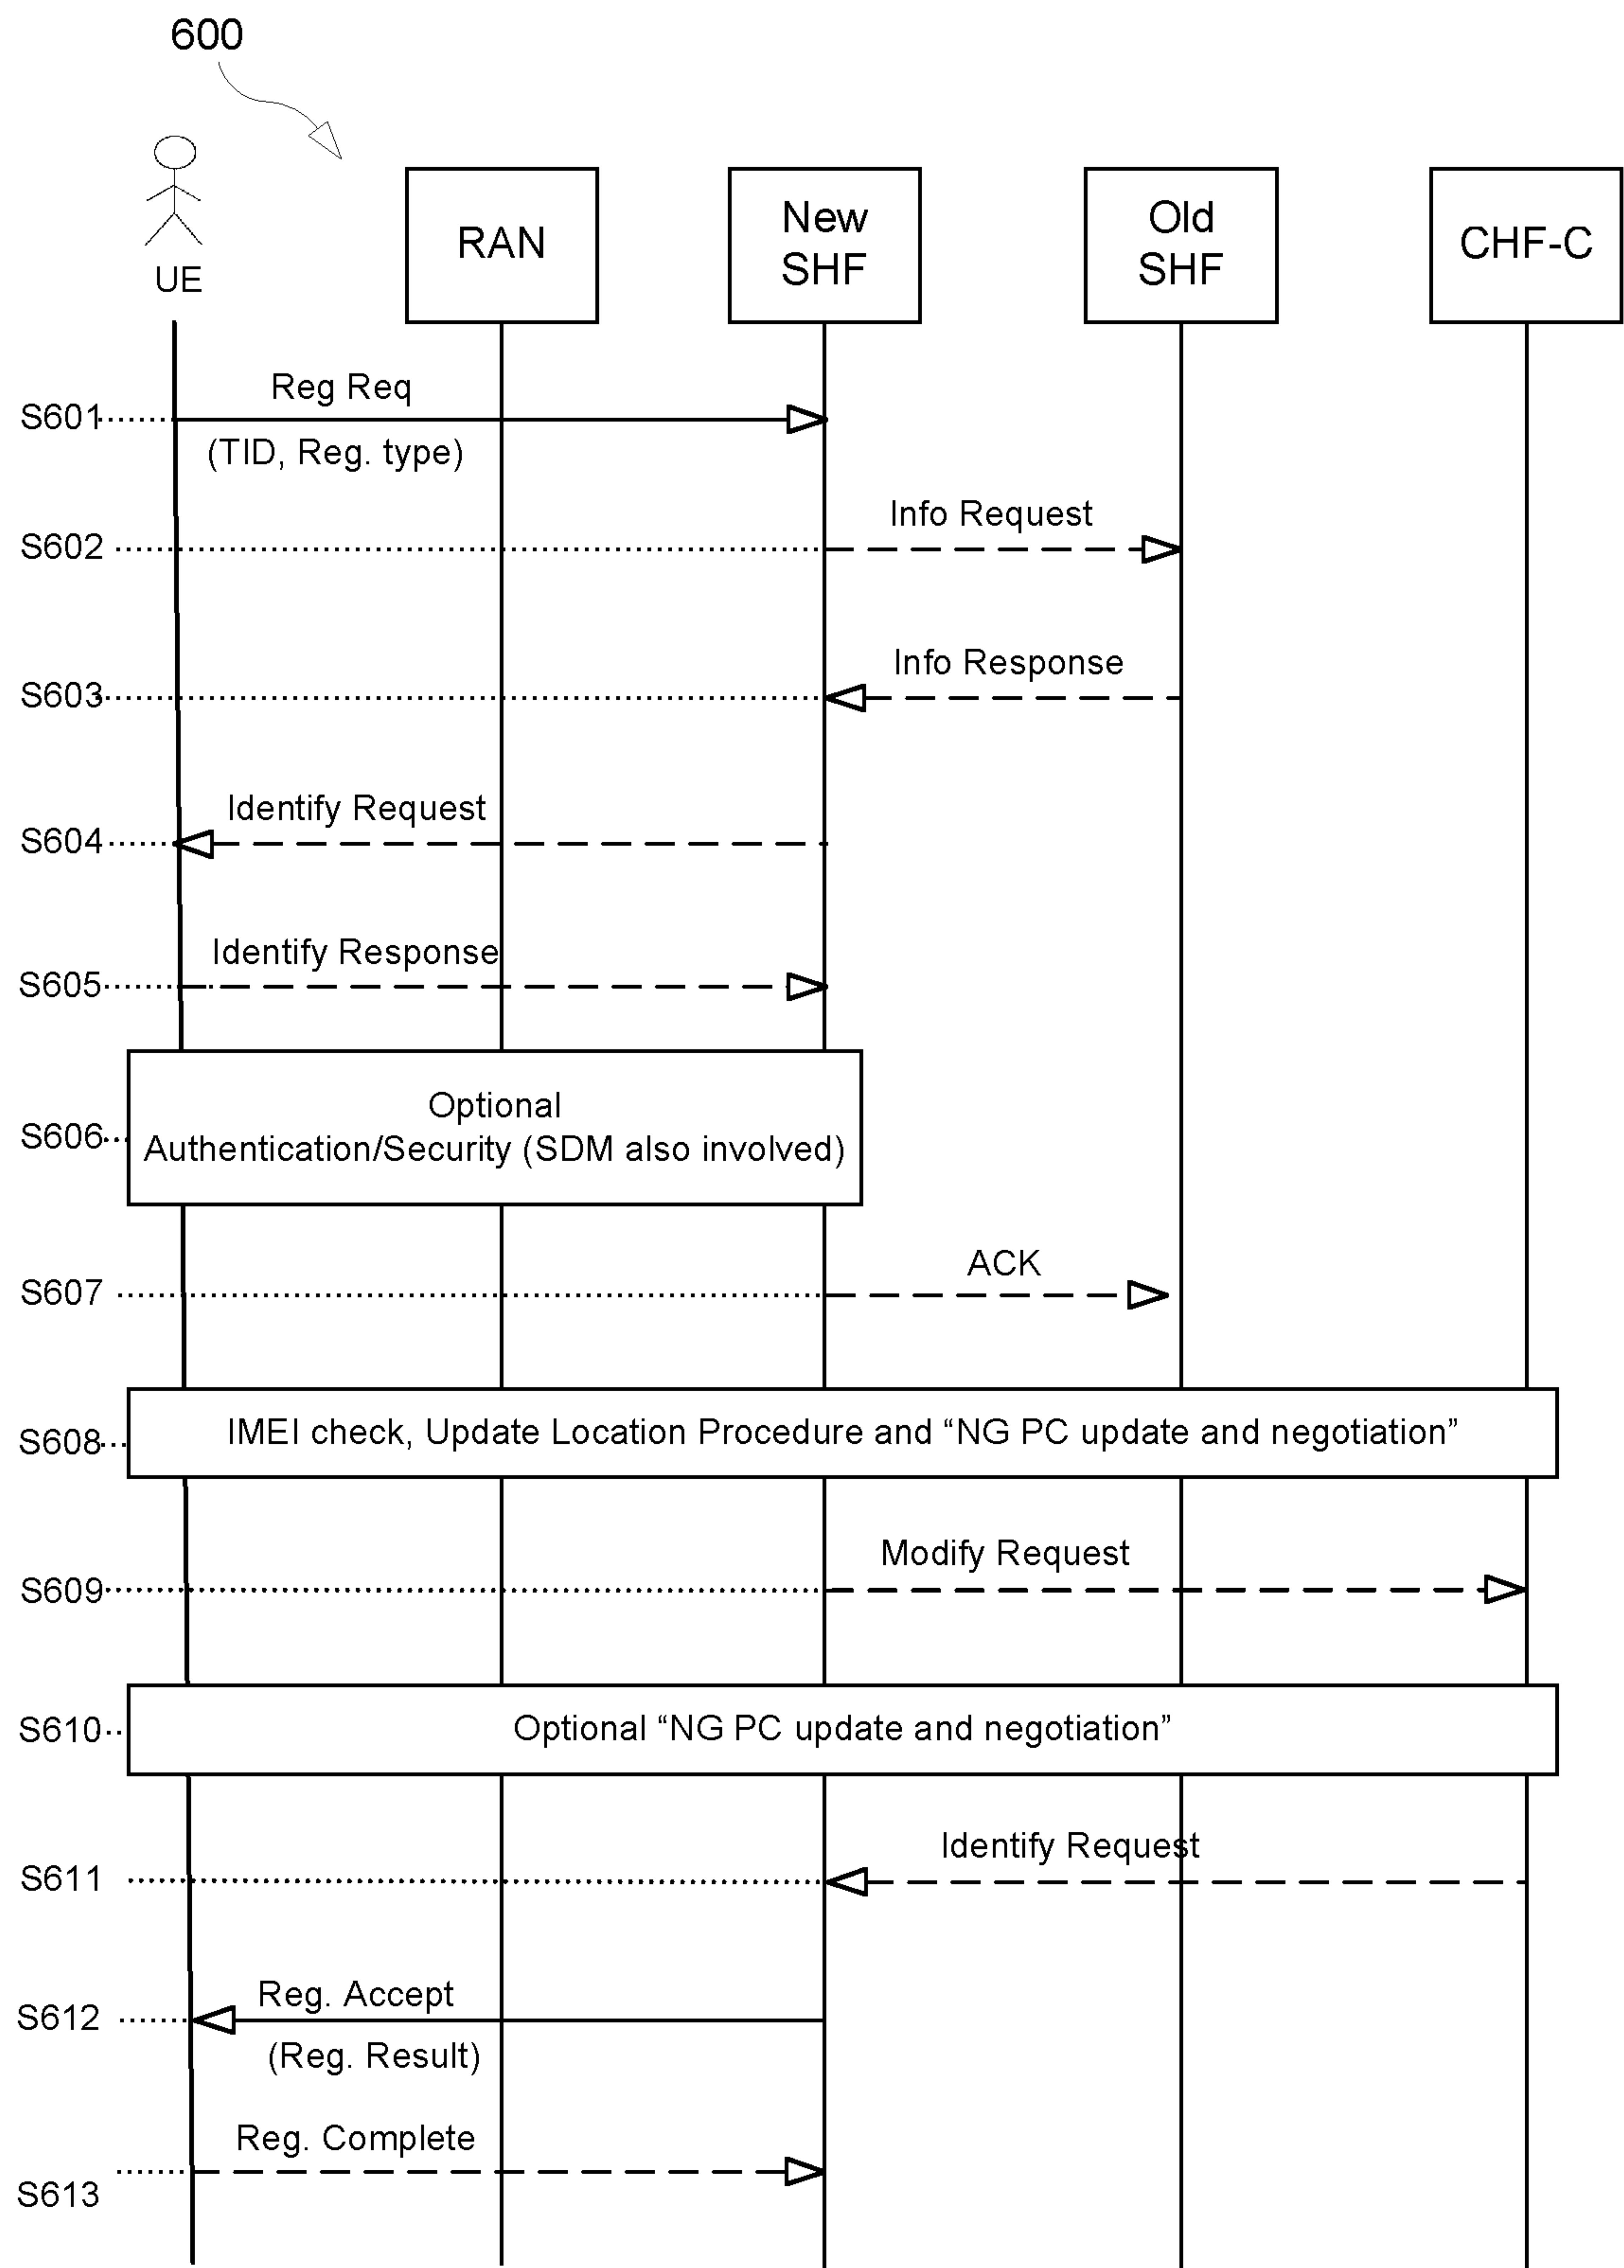 600
UE
RAN
New
SHF
Old
SHF
CHF-C
Reg Req
S601
(TID, Reg. type)
Info Request
S602
Info Response
S603
Identify Request
S604
Identify Response
S605
Optional
Authentication/Security (SDM also involved)
S606
ACK
S607
IMEI check, Update Location Procedure and “NG PC update and negotiation”
S608
Modify Request
S609
Optional “NG PC update and negotiation”
S610
Identify Request
S611
Reg. Accept
S612
(Reg. Result)
Reg. Complete
S613